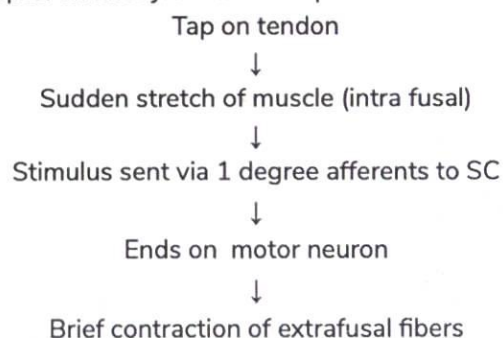 Tap on tendon
↓
Sudden stretch of muscle (intra fusal)
↓
Stimulus sent via 1 degree afferents to SC
↓
Ends on motor neuron
↓
Brief contraction of extrafusal fibers